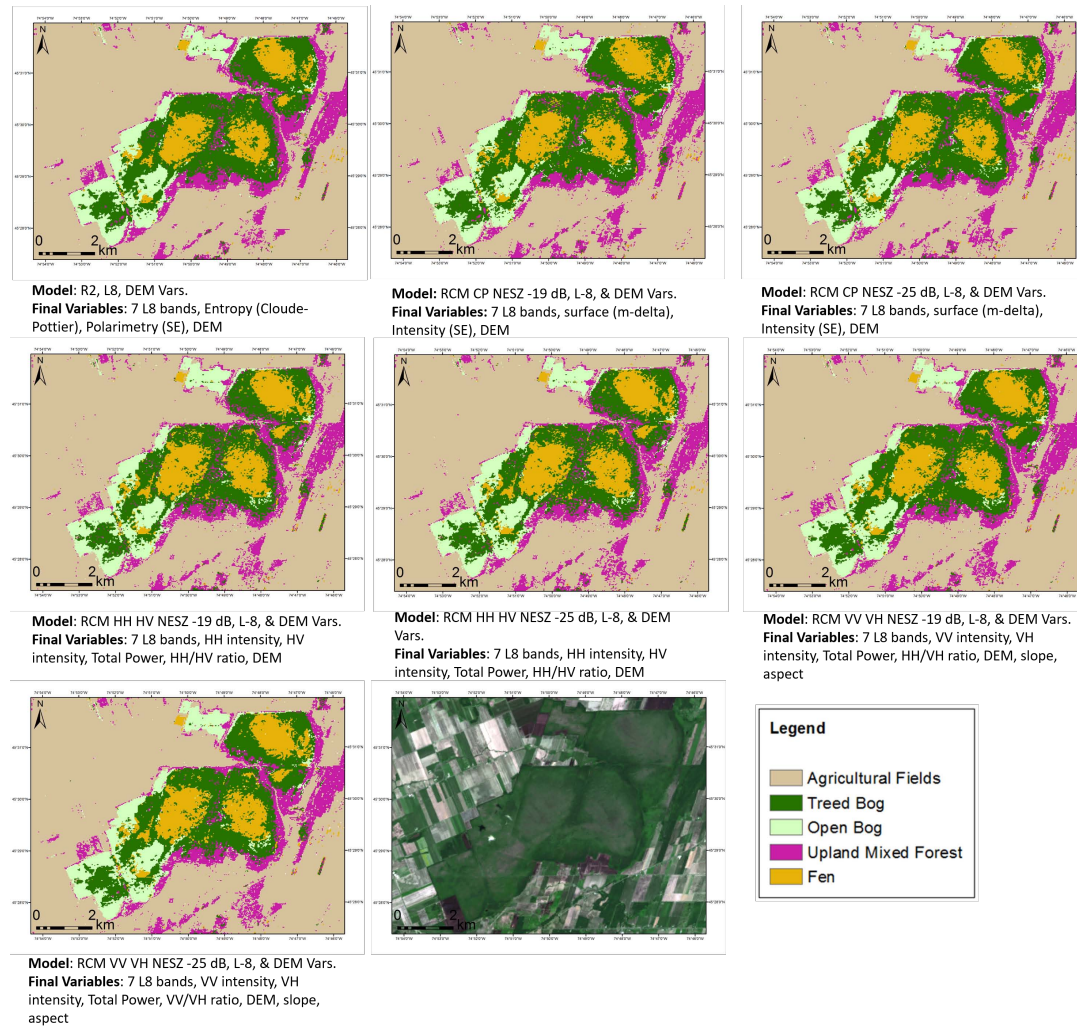 N
0 2
km
Model: R2, L8, DEM Vars.
Final Variables: 7 L8 bands, Entropy (Cloude-
Pottier), Polarimetry (SE), DEM
N
0 2
km
Model: RCM CP NESZ -19 dB, L-8, & DEM Vars.
Final Variables: 7 L8 bands, surface (m-delta),
Intensity (SE), DEM
N
0 2
km
Model: RCM CP NESZ -25 dB, L-8, & DEM Vars.
Final Variables: 7 L8 bands, surface (m-delta),
Intensity (SE), DEM
N
0 2
km
Model: RCM HH HV NESZ -19 dB, L-8, & DEM Vars.
Final Variables: 7 L8 bands, HH intensity, HV
intensity, Total Power, HH/HV ratio, DEM
N
0 2
km
Model: RCM HH HV NESZ -25 dB, L-8, & DEM
Vars.
Final Variables: 7 L8 bands, HH intensity, HV
intensity, Total Power, HH/HV ratio, DEM
N
0 2
km
Model: RCM VV VH NESZ -19 dB, L-8, & DEM Vars.
Final Variables: 7 L8 bands, VV intensity, VH
intensity, Total Power, HH/VH ratio, DEM, slope,
aspect
N
0 2
km
Model: RCM VV VH NESZ -25 dB, L-8, & DEM Vars.
Final Variables: 7 L8 bands, VV intensity, VH
intensity, Total Power, VV/VH ratio, DEM, slope,
aspect
N
0 2
km
Legend
Agricultural Fields
Treed Bog
Open Bog
Upland Mixed Forest
Fen